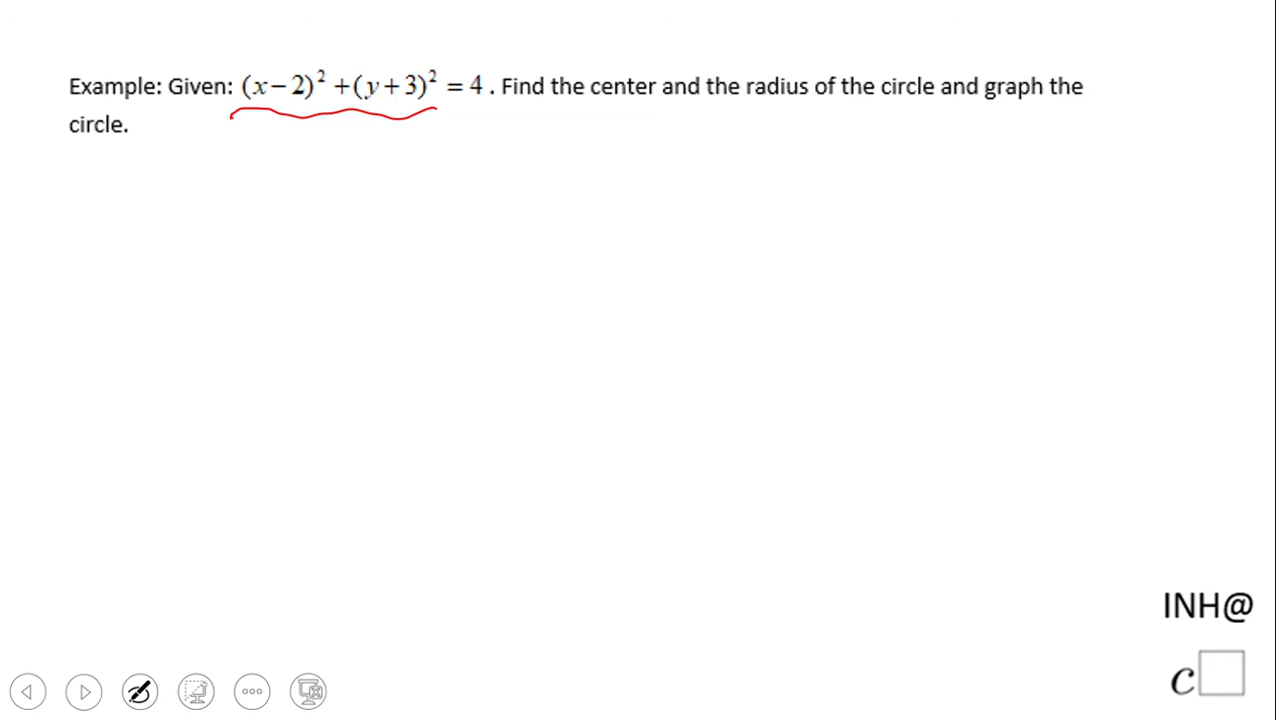 Example: Given: (x − 2)² + (y + 3)² = 4 . Find the center and the radius of the circle and graph the
circle.
INH@
c□